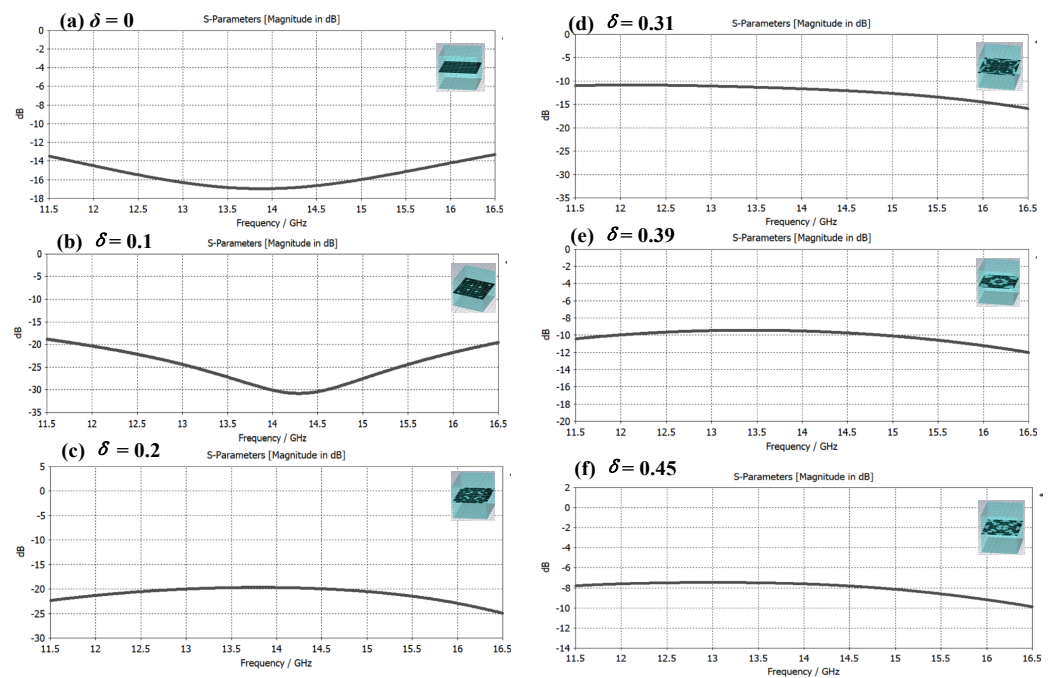 (a) δ = 0
S-Parameters [Magnitude in dB]
0
-2
-4
-6
-8
-10
-12
-14
-16
-18
dB
11.5 12 12.5 13 13.5 14 14.5 15 15.5 16 16.5
Frequency / GHz
(b) δ = 0.1
S-Parameters [Magnitude in dB]
0
-5
-10
-15
-20
-25
-30
-35
dB
11.5 12 12.5 13 13.5 14 14.5 15 15.5 16 16.5
Frequency / GHz
(c) δ = 0.2
S-Parameters [Magnitude in dB]
5
0
-5
-10
-15
-20
-25
-30
dB
11.5 12 12.5 13 13.5 14 14.5 15 15.5 16 16.5
Frequency / GHz
(d) δ = 0.31
S-Parameters [Magnitude in dB]
0
-5
-10
-15
-20
-25
-30
-35
dB
11.5 12 12.5 13 13.5 14 14.5 15 15.5 16 16.5
Frequency / GHz
(e) δ = 0.39
S-Parameters [Magnitude in dB]
0
-2
-4
-6
-8
-10
-12
-14
-16
-18
-20
dB
11.5 12 12.5 13 13.5 14 14.5 15 15.5 16 16.5
Frequency / GHz
(f) δ = 0.45
S-Parameters [Magnitude in dB]
2
0
-2
-4
-6
-8
-10
-12
-14
dB
11.5 12 12.5 13 13.5 14 14.5 15 15.5 16 16.5
Frequency / GHz